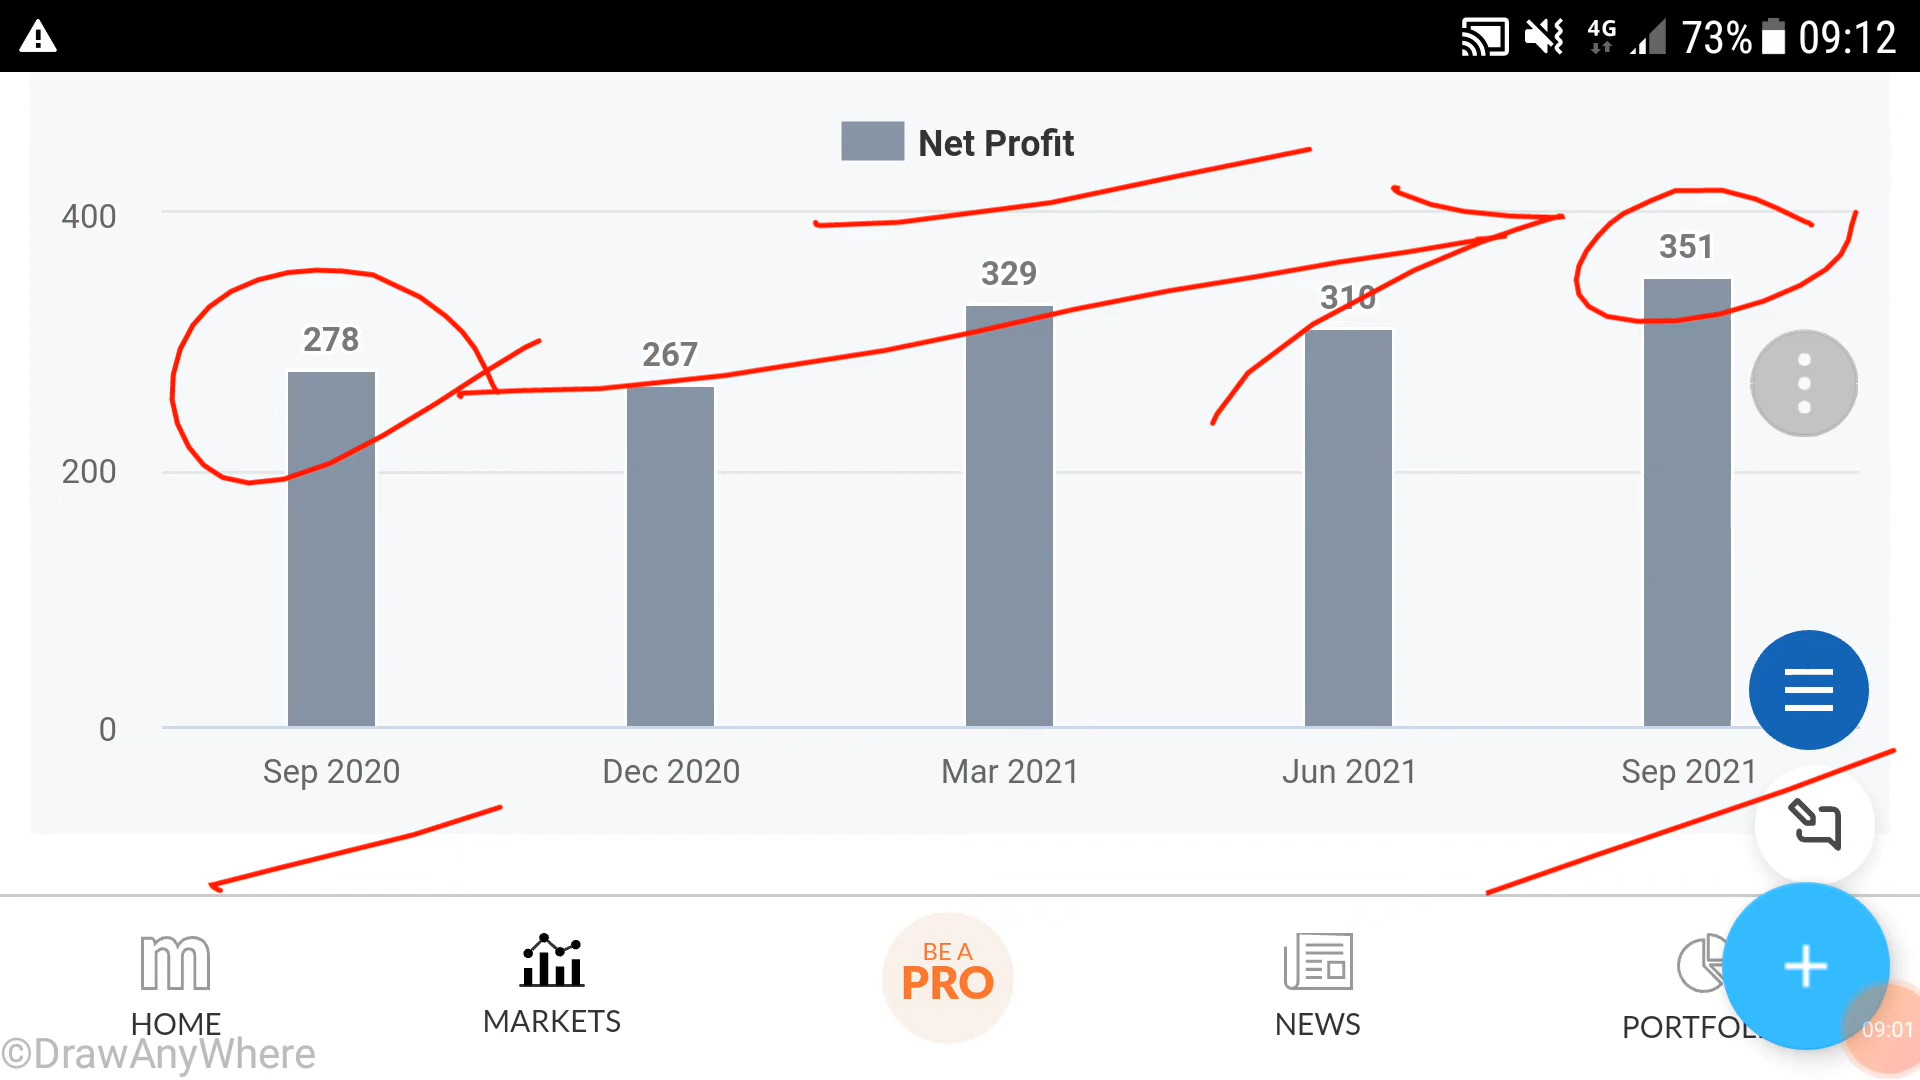 4G 73% 09:12
Net Profit
400
351
329
310
278
267
200
0
Sep 2020 Dec 2020 Mar 2021 Jun 2021 Sep 2021
BE A
PRO
HOME MARKETS NEWS PORTFOL
09:01
©DrawAnyWhere